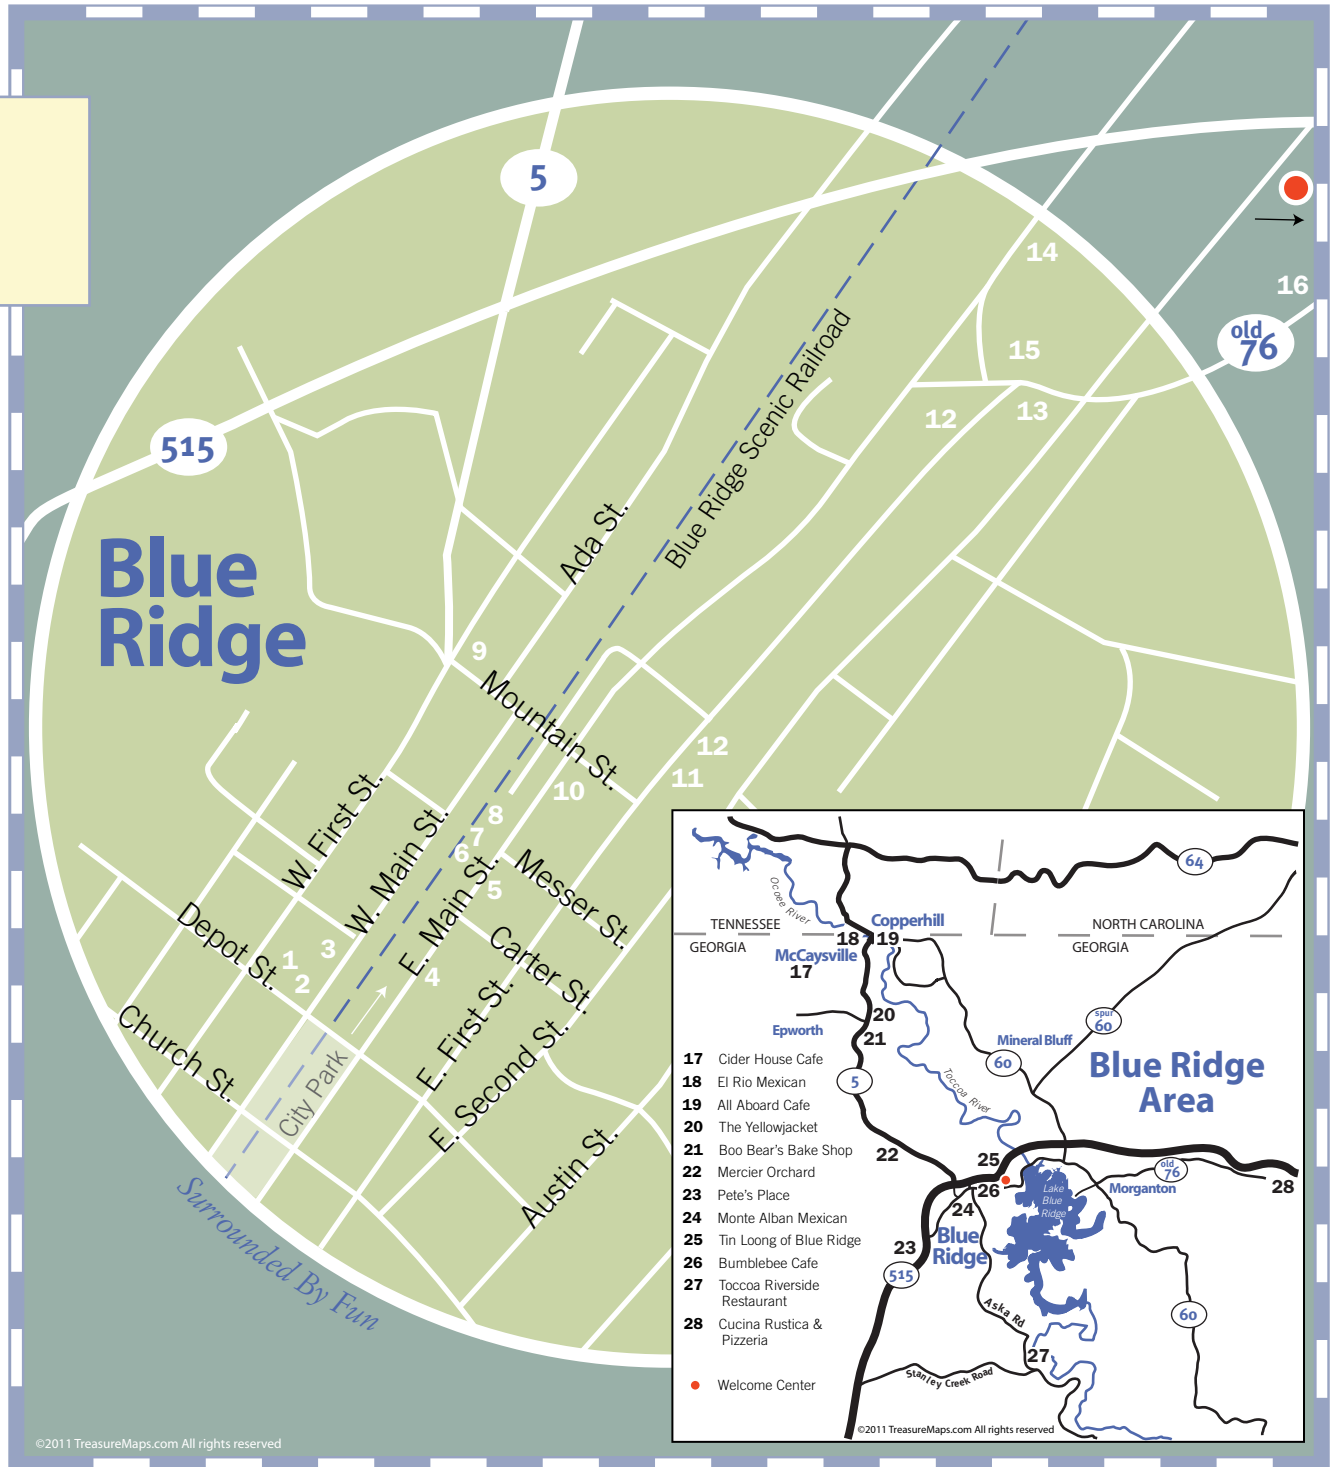 5
14
16
old
76
15
12
13
515
Blue Ridge Scenic Railroad
Ada St.
Blue
Ridge
9
Mountain St.
12
11
10
8
7
6
W. First St.
W. Main St.
E. Main St.
5
Messer St.
Depot St.
1
2
3
4
Carter St.
Church St.
E. First St.
E. Second St.
City Park
Austin St.
Surrounded By Fun
©2011 TreasureMaps.com All rights reserved
64
Ocoee River
TENNESSEE
GEORGIA
Copperhill
NORTH CAROLINA
GEORGIA
18
19
McCaysville
17
20
Epworth
21
spur
60
Mineral Bluff
60
Blue Ridge
Area
5
Toccoa River
22
25
26
24
old
76
Morganton
28
Lake
Blue
Ridge
Blue
Ridge
23
515
Aska Rd
60
27
Stanley Creek Road
17 Cider House Cafe
18 El Rio Mexican
19 All Aboard Cafe
20 The Yellowjacket
21 Boo Bear's Bake Shop
22 Mercier Orchard
23 Pete's Place
24 Monte Alban Mexican
25 Tin Loong of Blue Ridge
26 Bumblebee Cafe
27 Toccoa Riverside
Restaurant
28 Cucina Rustica &
Pizzeria
Welcome Center
©2011 TreasureMaps.com All rights reserved